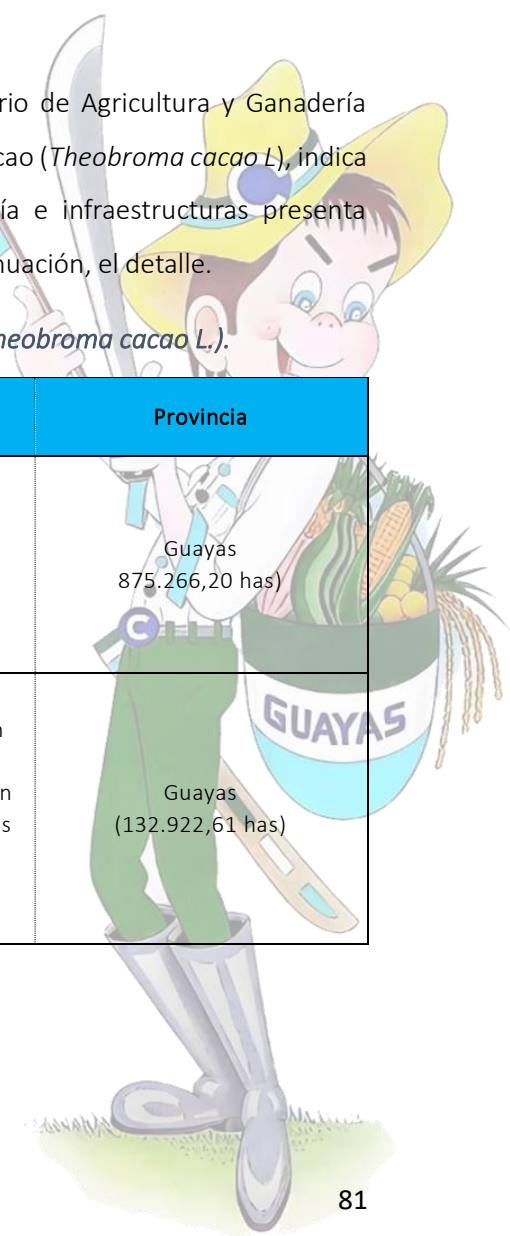 rio de Agricultura y Ganadería
cao (Theobroma cacao L), indica
ía e infraestructuras presenta
nuación, el detalle.
heobroma cacao L.).
Provincia
Guayas
875.266,20 has)
n
n
s
Guayas
(132.922,61 has)
C
C
GUAYAS
81